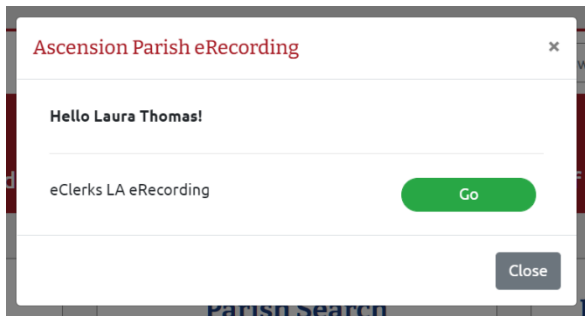 Ascension Parish eRecording
×
Hello Laura Thomas!
eClerks LA eRecording
Go
Close
Parish Search